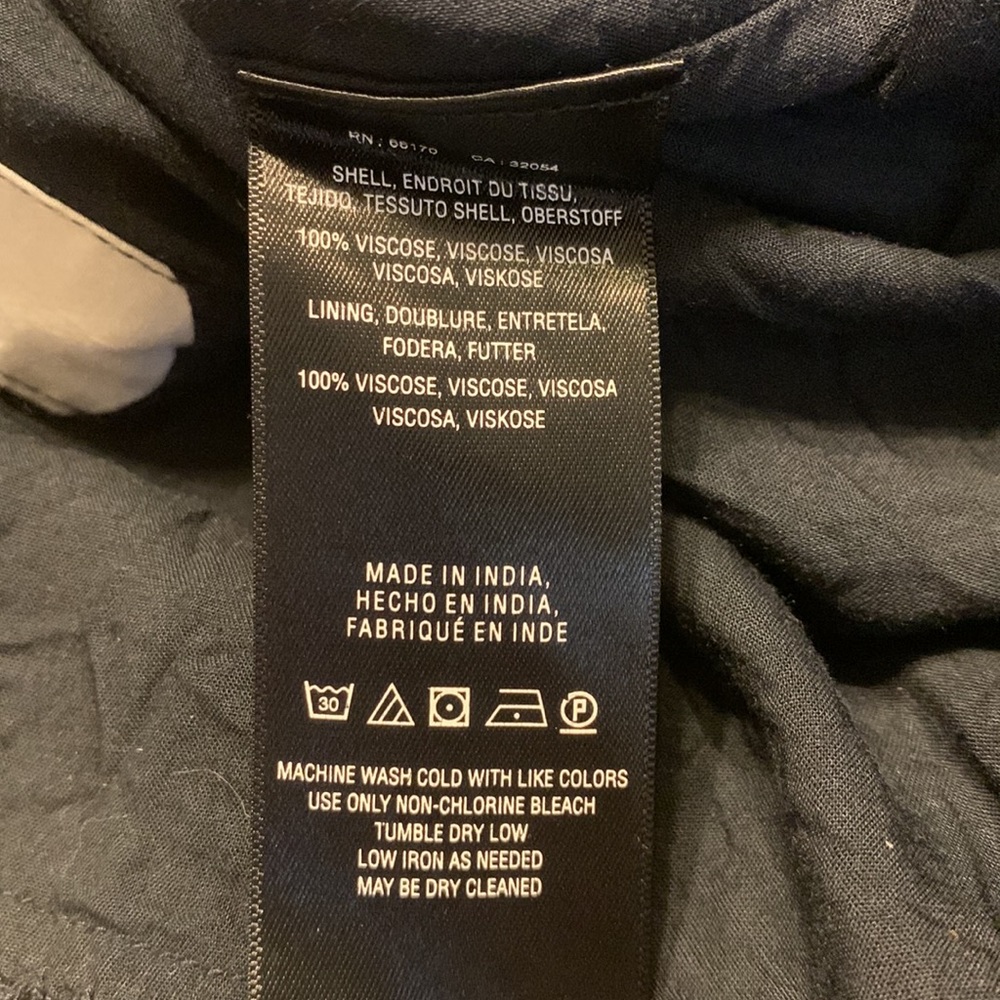 RN : 66170 CA : 32054
SHELL, ENDROIT DU TISSU,
TEJIDO, TESSUTO SHELL, OBERSTOFF
100% VISCOSE, VISCOSE, VISCOSA
VISCOSA, VISKOSE
LINING, DOUBLURE, ENTRETELA,
FODERA, FUTTER
100% VISCOSE, VISCOSE, VISCOSA
VISCOSA, VISKOSE
MADE IN INDIA,
HECHO EN INDIA,
FABRIQUÉ EN INDE
30 P
MACHINE WASH COLD WITH LIKE COLORS
USE ONLY NON-CHLORINE BLEACH
TUMBLE DRY LOW
LOW IRON AS NEEDED
MAY BE DRY CLEANED